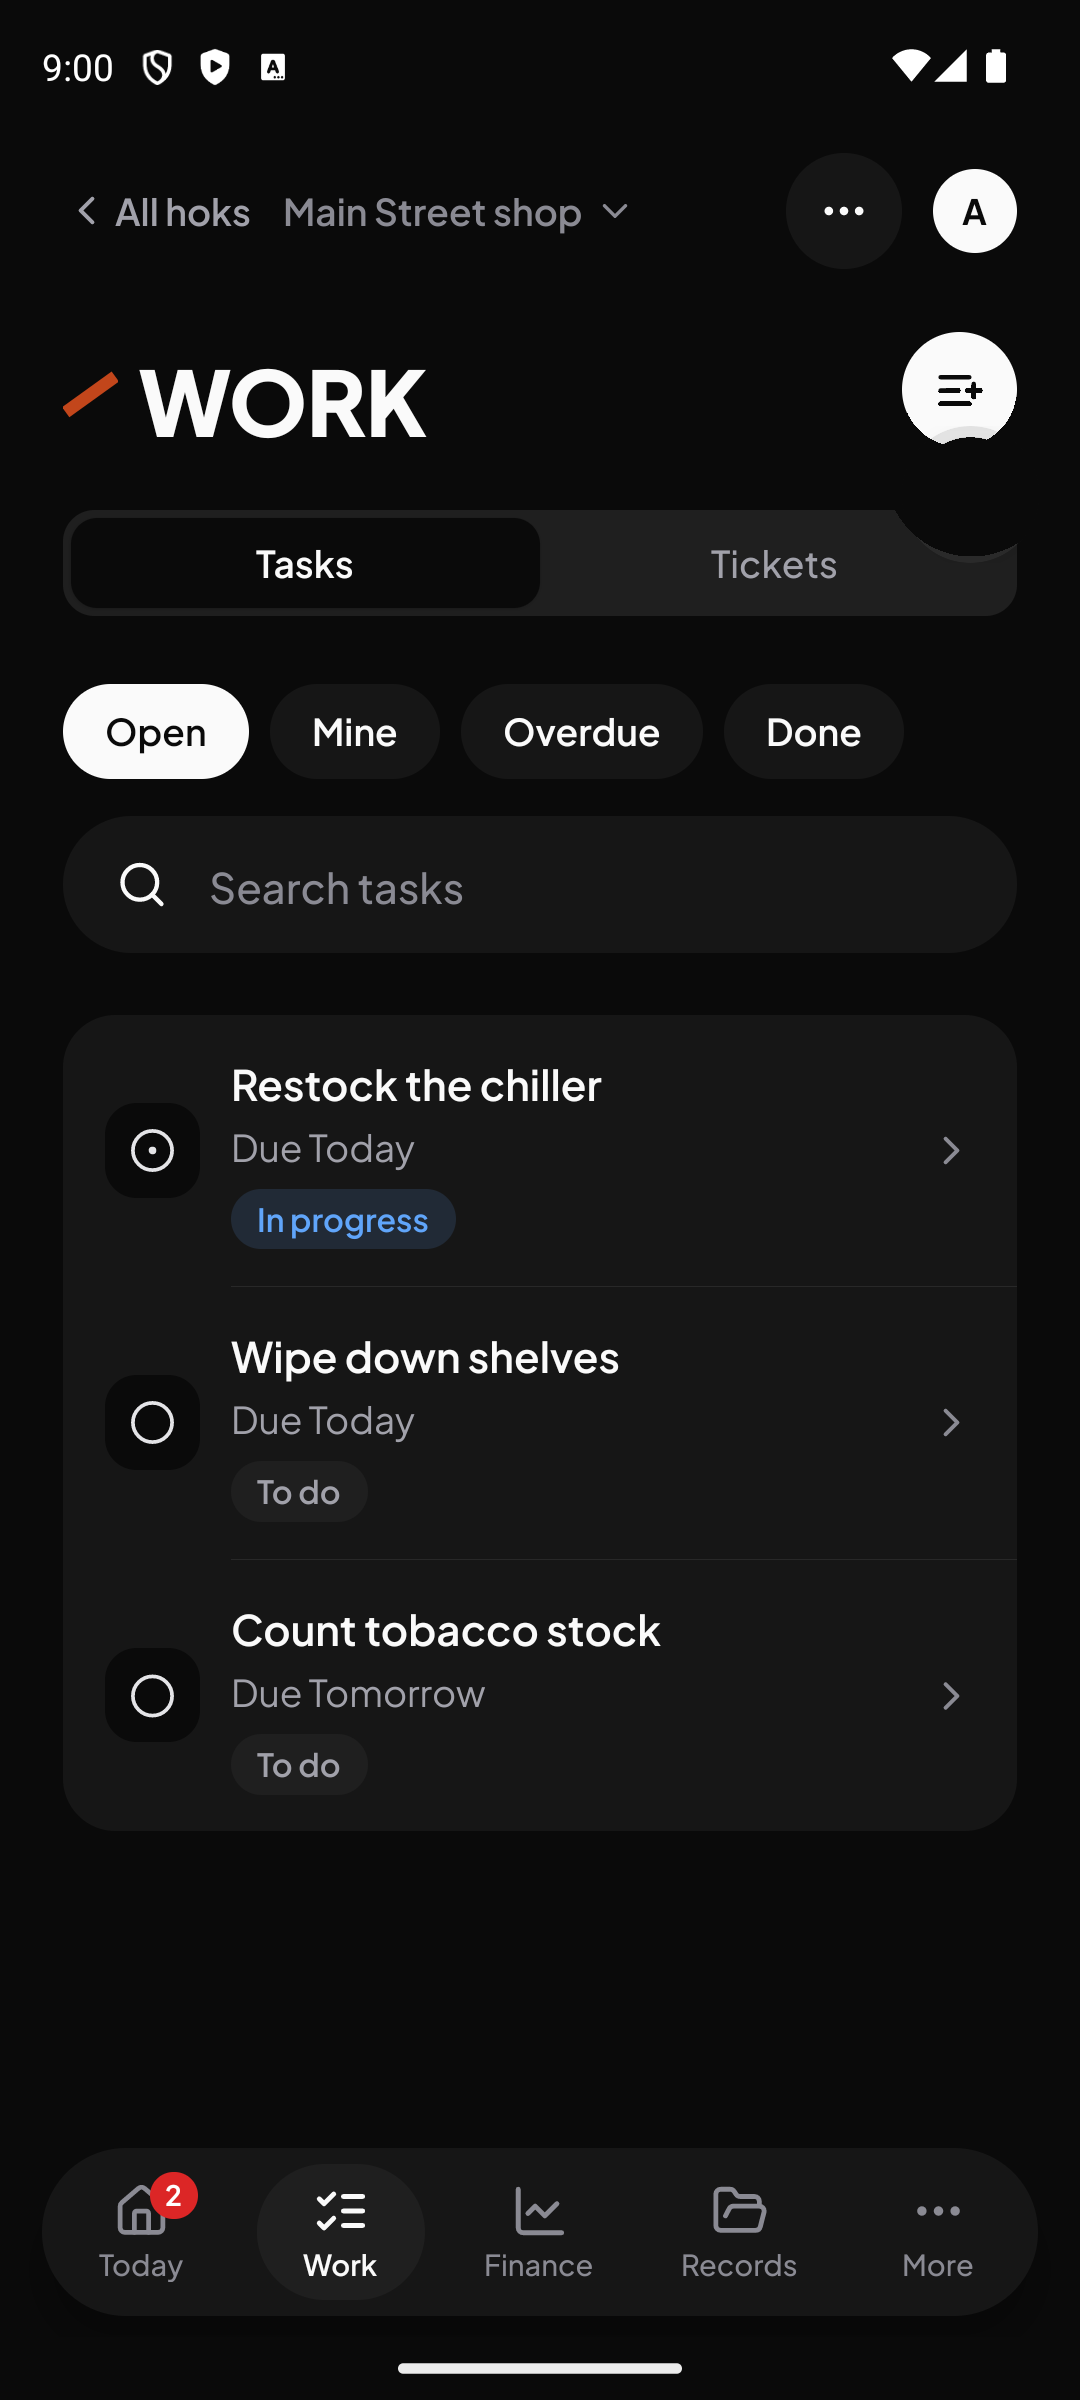 9:00
All hoks Main Street shop
A
WORK
Tasks Tickets
Open Mine Overdue Done
Search tasks
Restock the chiller
Due Today
In progress
Wipe down shelves
Due Today
To do
Count tobacco stock
Due Tomorrow
To do
2
Today Work Finance Records More